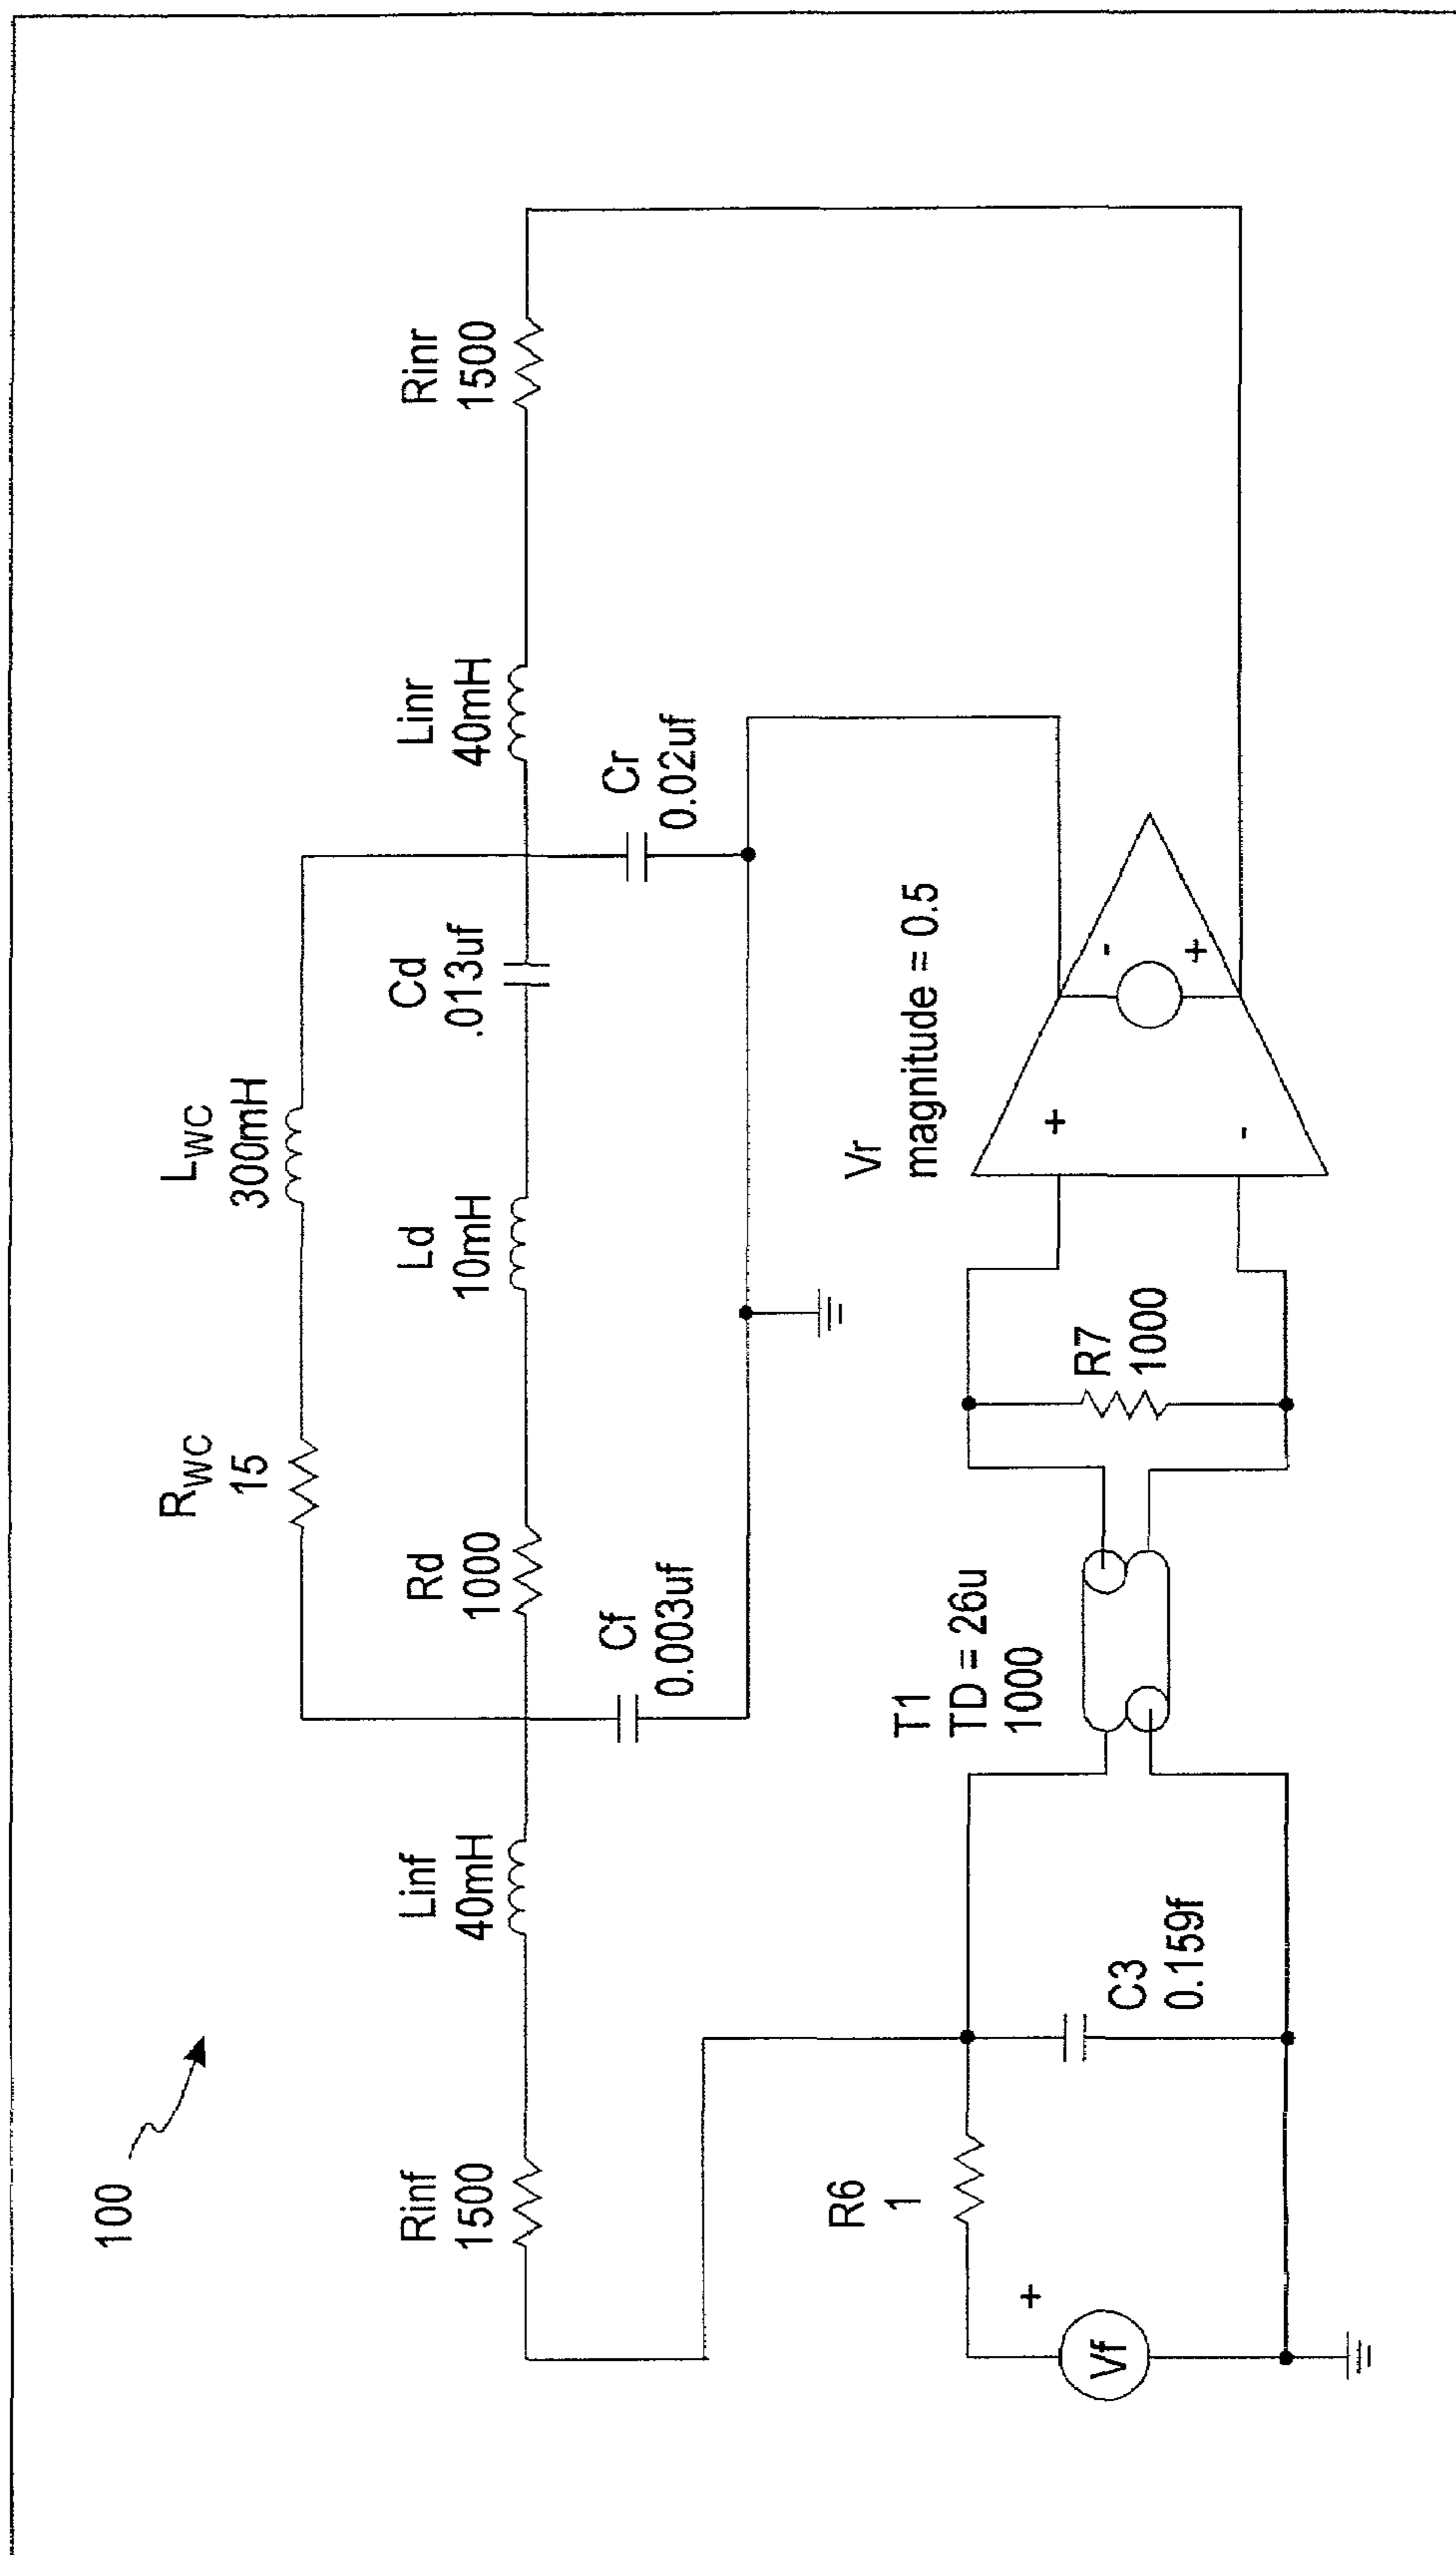 100
R_WC
15
L_WC
300mH
Rinf
1500
Linf
40mH
Rd
1000
Ld
10mH
Cd
.013uf
Linr
40mH
Rinr
1500
Cf
0.003uf
Cr
0.02uf
R6
1
+
Vf
C3
0.159f
T1
TD = 26u
1000
R7
1000
Vr
magnitude = 0.5
+
-
-
+